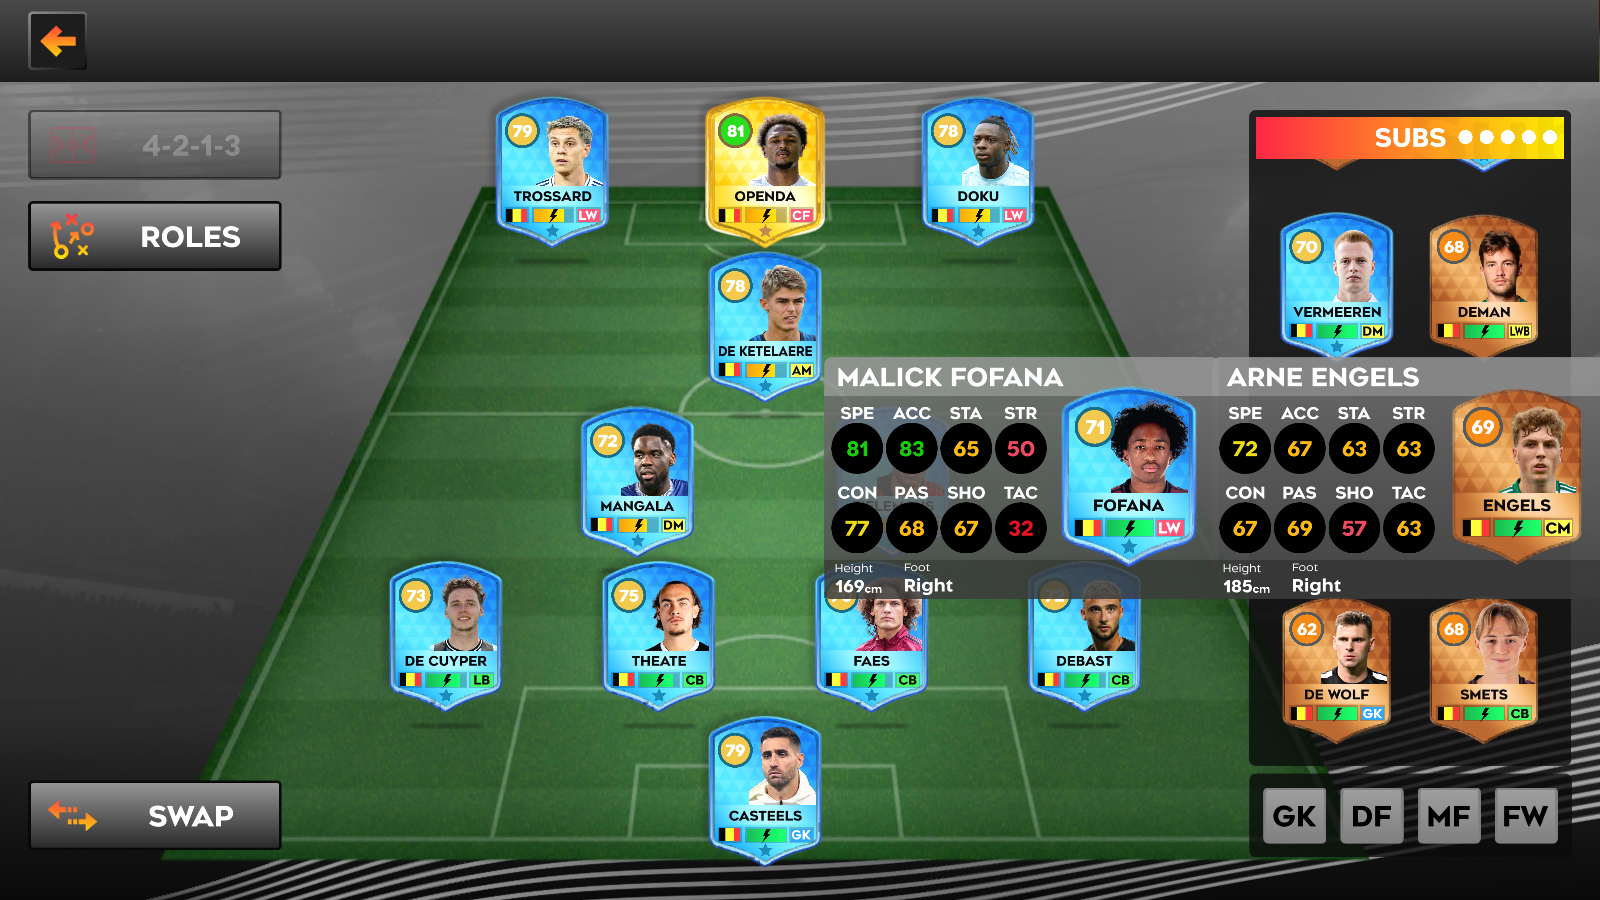 4-2-1-3
ROLES
SWAP
79
TROSSARD
LW
81
OPENDA
CF
78
DOKU
LW
78
DE KETELAERE
AM
72
MANGALA
DM
73
DE CUYPER
LB
75
THEATE
CB
FAES
CB
72
DEBAST
CB
79
CASTEELS
GK
MALICK FOFANA
SPE ACC STA STR
81 83 65 50
CON PAS SHO TAC
77 68 67 32
Height Foot
169cm Right
71
FOFANA
LW
ARNE ENGELS
SPE ACC STA STR
72 67 63 63
CON PAS SHO TAC
67 69 57 63
Height Foot
185cm Right
69
ENGELS
CM
SUBS
70
VERMEEREN
DM
68
DEMAN
LWB
62
DE WOLF
GK
68
SMETS
CB
GK DF MF FW